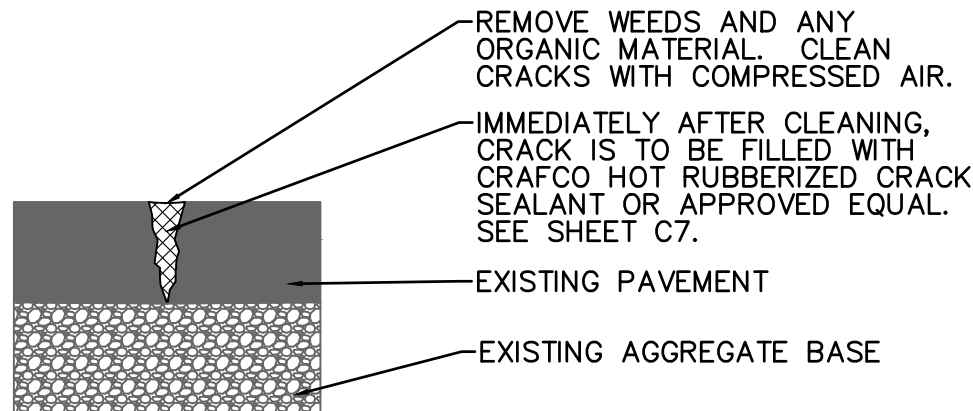 REMOVE WEEDS AND ANY
ORGANIC MATERIAL. CLEAN
CRACKS WITH COMPRESSED AIR.
IMMEDIATELY AFTER CLEANING,
CRACK IS TO BE FILLED WITH
CRAFCO HOT RUBBERIZED CRACK
SEALANT OR APPROVED EQUAL.
SEE SHEET C7.
EXISTING PAVEMENT
EXISTING AGGREGATE BASE